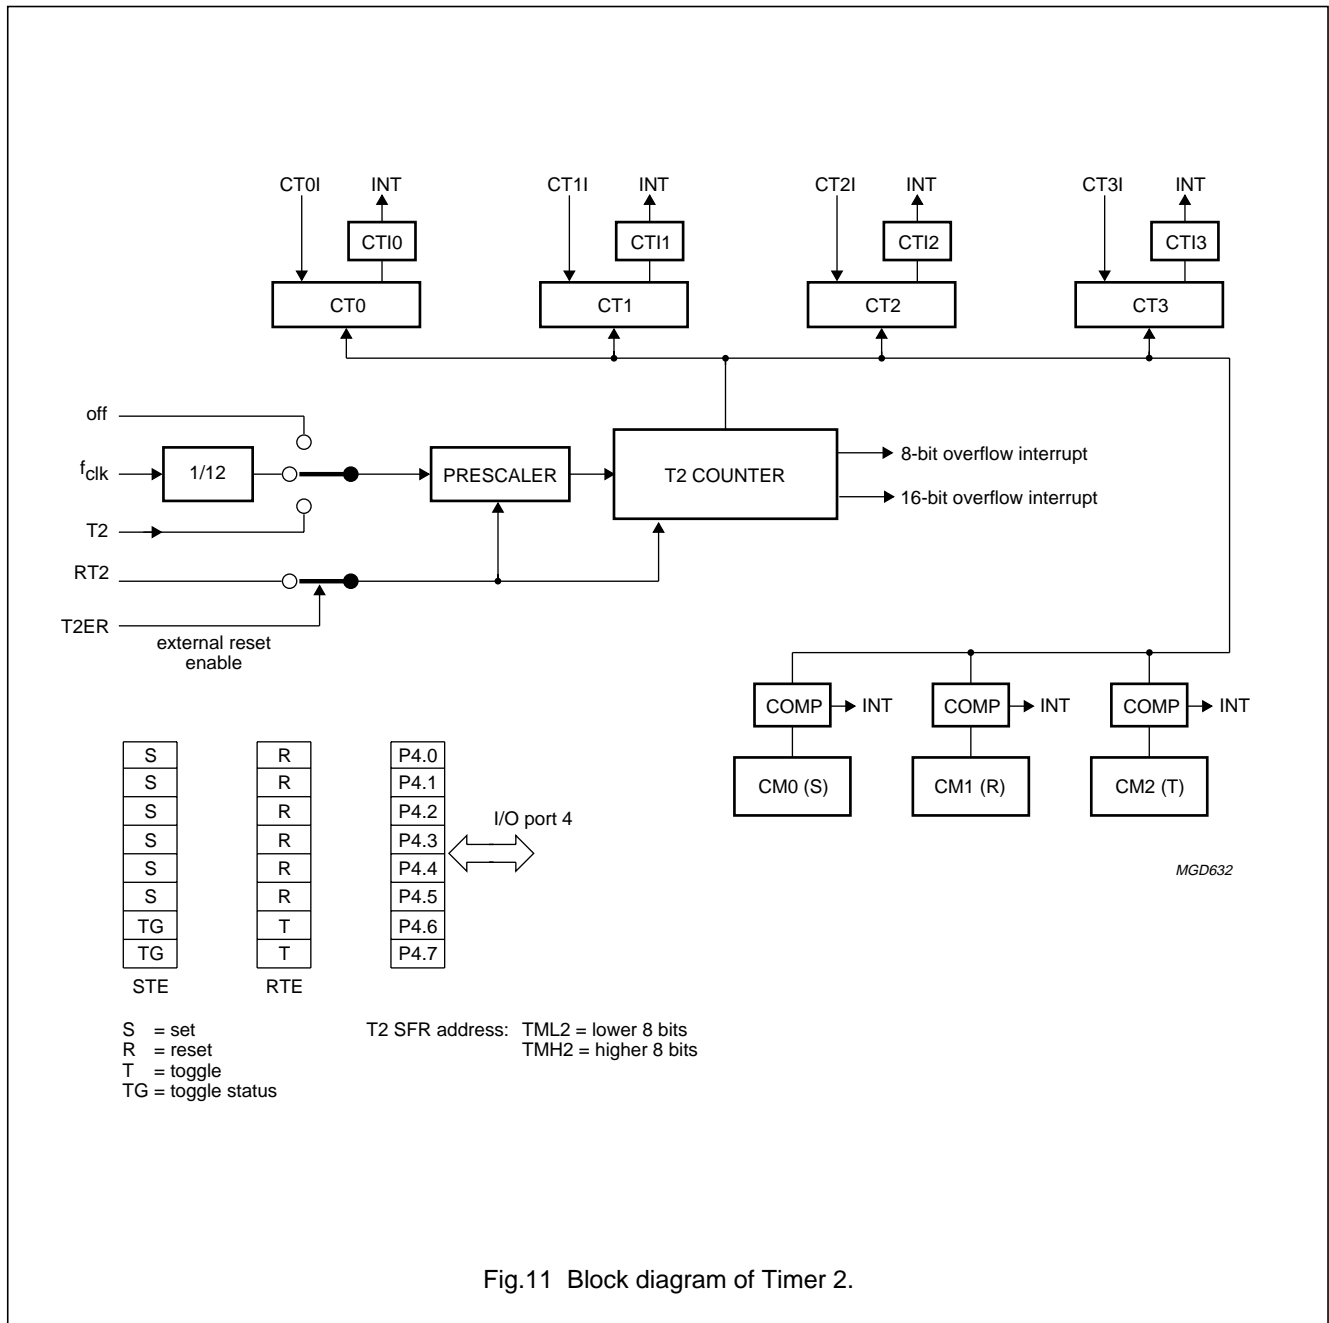 CT0I INT CT1I INT CT2I INT CT3I INT
CTI0 CTI1 CTI2 CTI3
CT0 CT1 CT2 CT3
off
fclk 1/12 PRESCALER T2 COUNTER 8-bit overflow interrupt
16-bit overflow interrupt
T2
RT2
T2ER
external reset
enable
COMP INT COMP INT COMP INT
CM0 (S) CM1 (R) CM2 (T)
S R P4.0
S R P4.1
S R P4.2
S R P4.3
S R P4.4
S R P4.5
TG T P4.6
TG T P4.7
I/O port 4
STE RTE
MGD632
S = set
R = reset
T = toggle
TG = toggle status
T2 SFR address: TML2 = lower 8 bits
TMH2 = higher 8 bits
Fig.11 Block diagram of Timer 2.